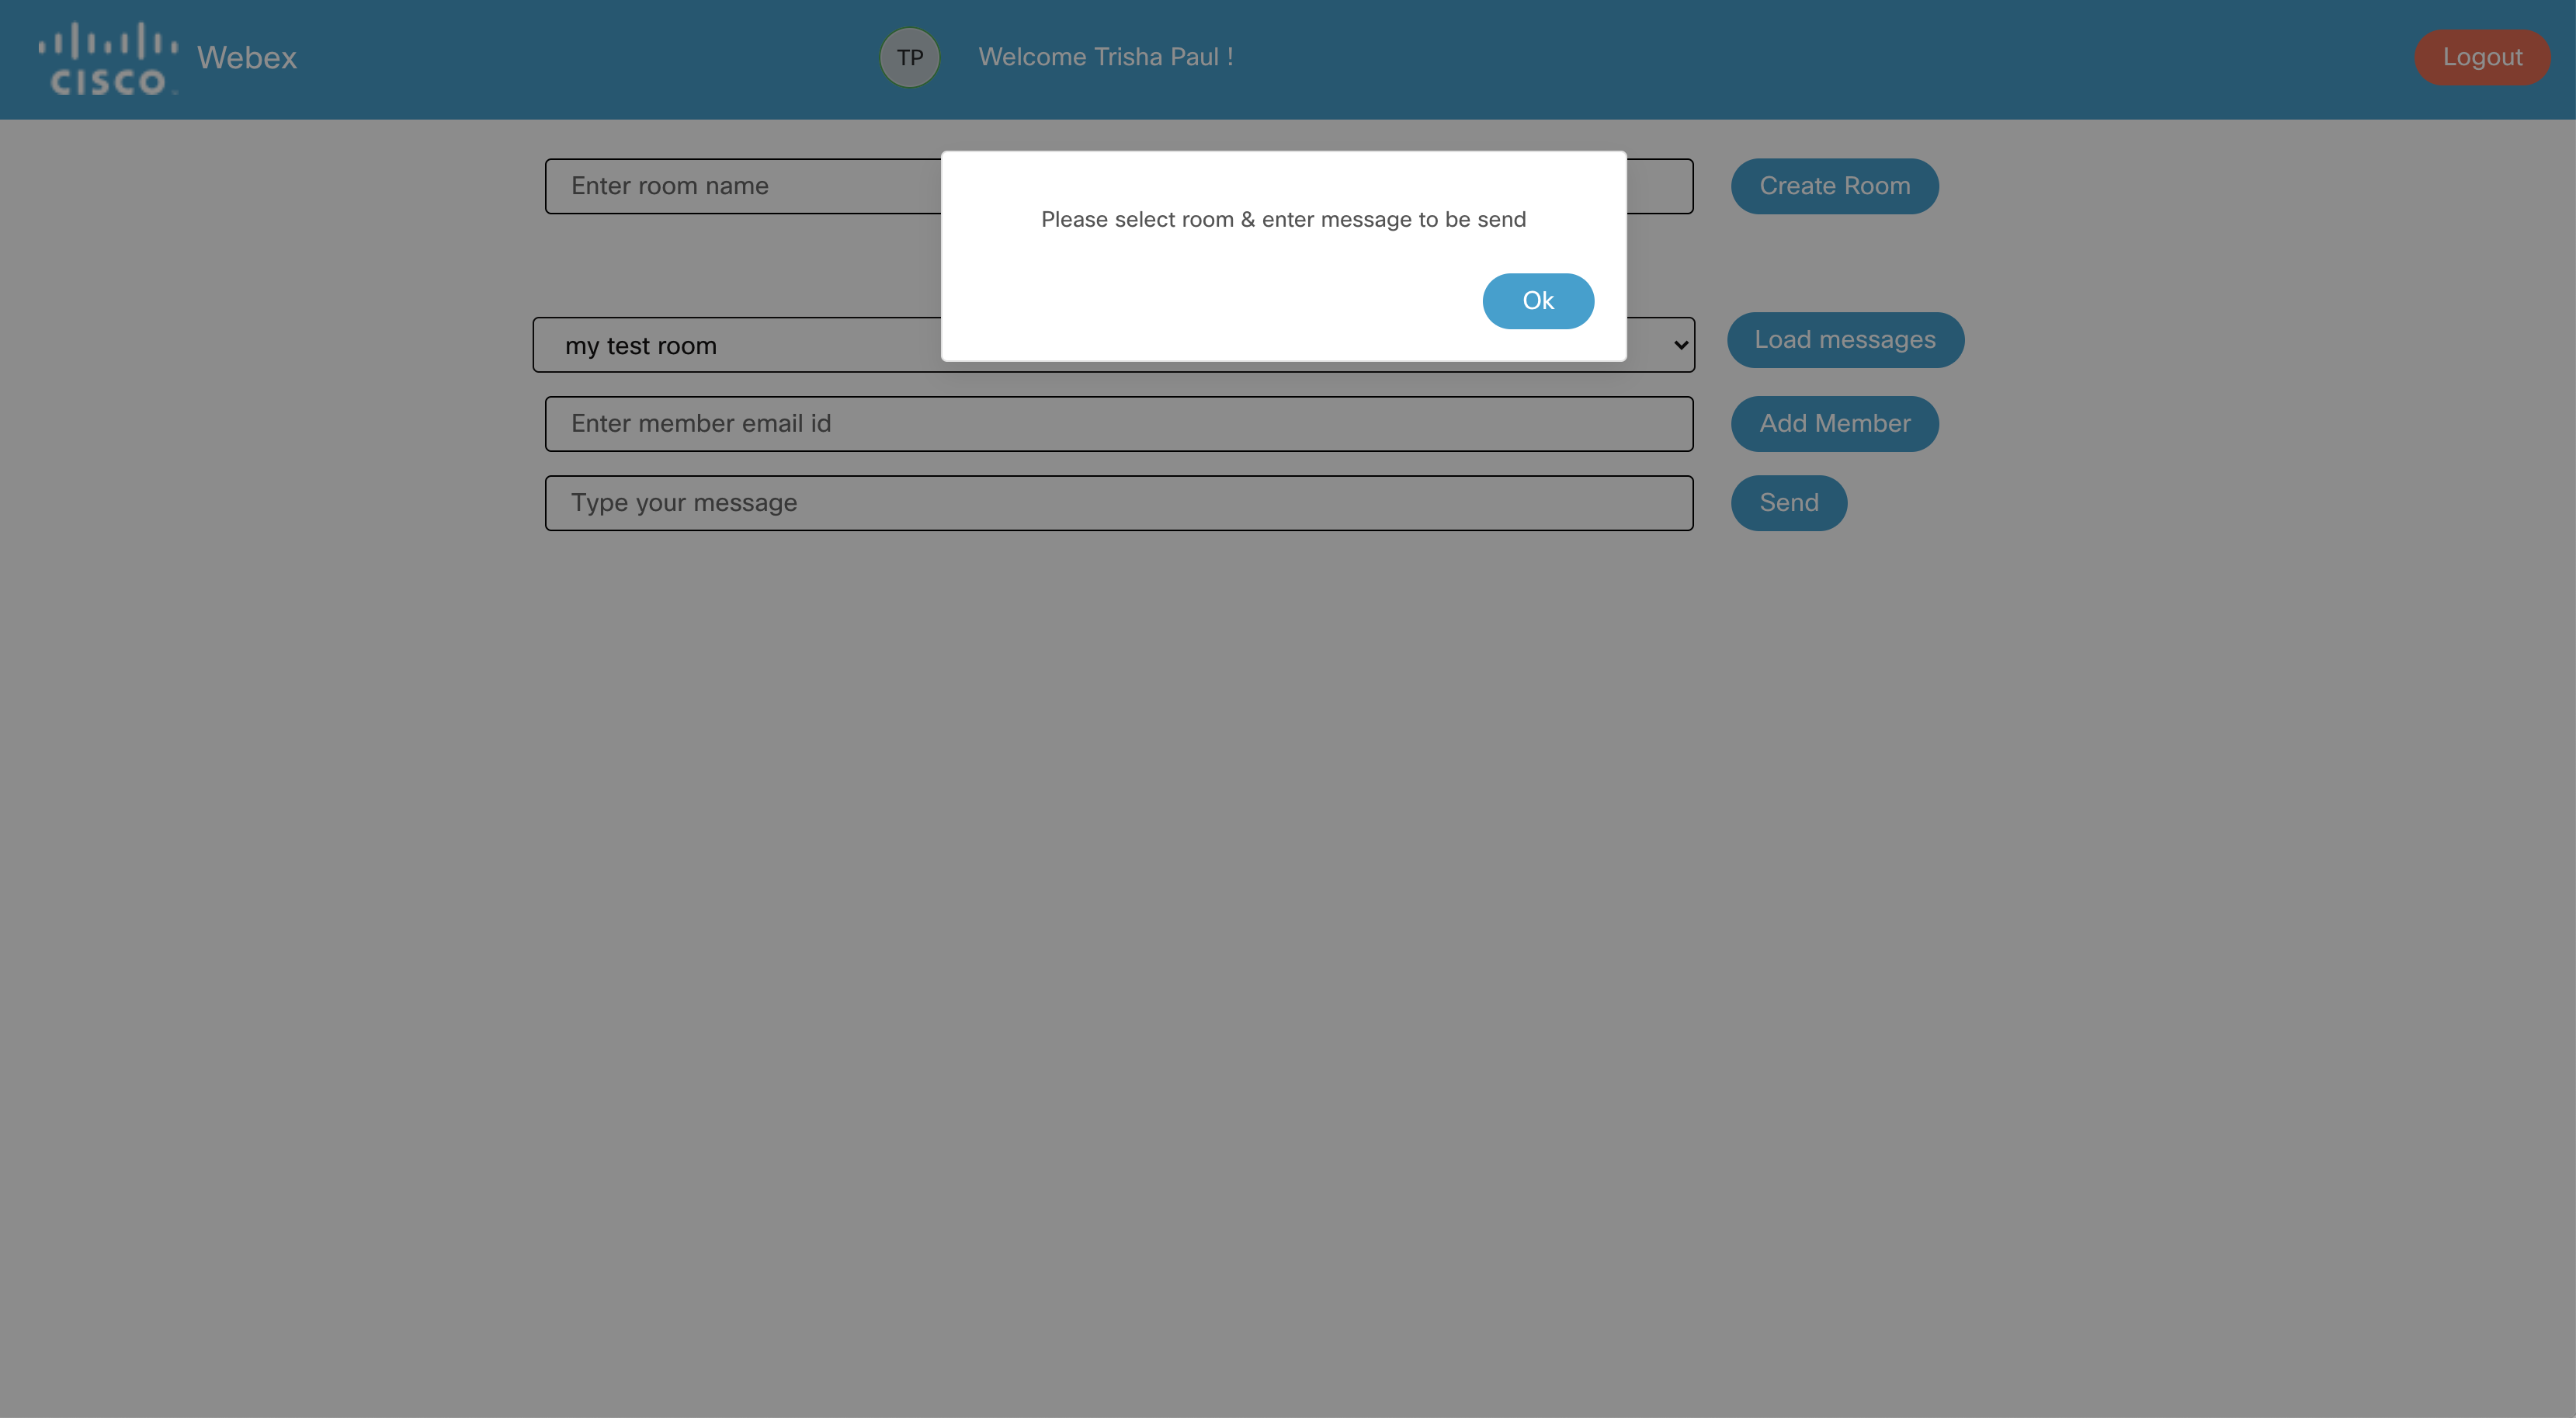 CISCO
Webex
TP
Welcome Trisha Paul !
Logout
Enter room name
Create Room
Please select room & enter message to be send
Ok
my test room
Load messages
Enter member email id
Add Member
Type your message
Send